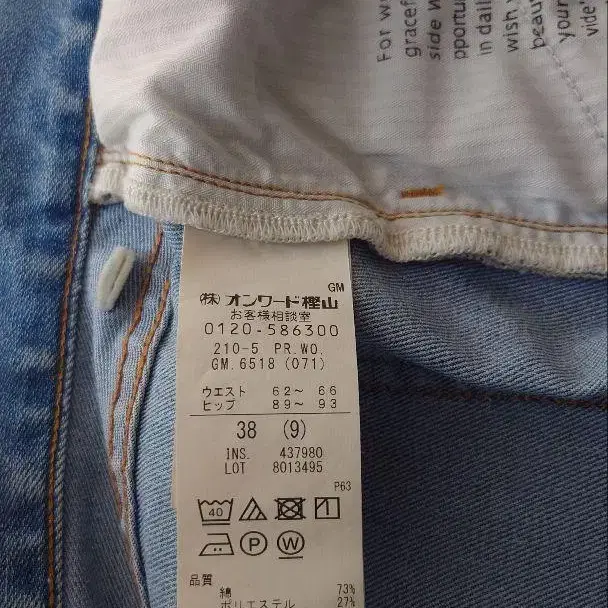 For w
gracef
side w
pportu
in dail
wish y
beau
your
vide'
GM
(株) オンワード樫山
お客様相談室
0120-586300
210-5 PR.WO.
GM.6518 (071)
ウエスト 62～ 66
ヒップ 89～ 93
38 (9)
INS. 437980
LOT 8013495
P63
40
P W
品質
綿 73%
ポリエステル 27%